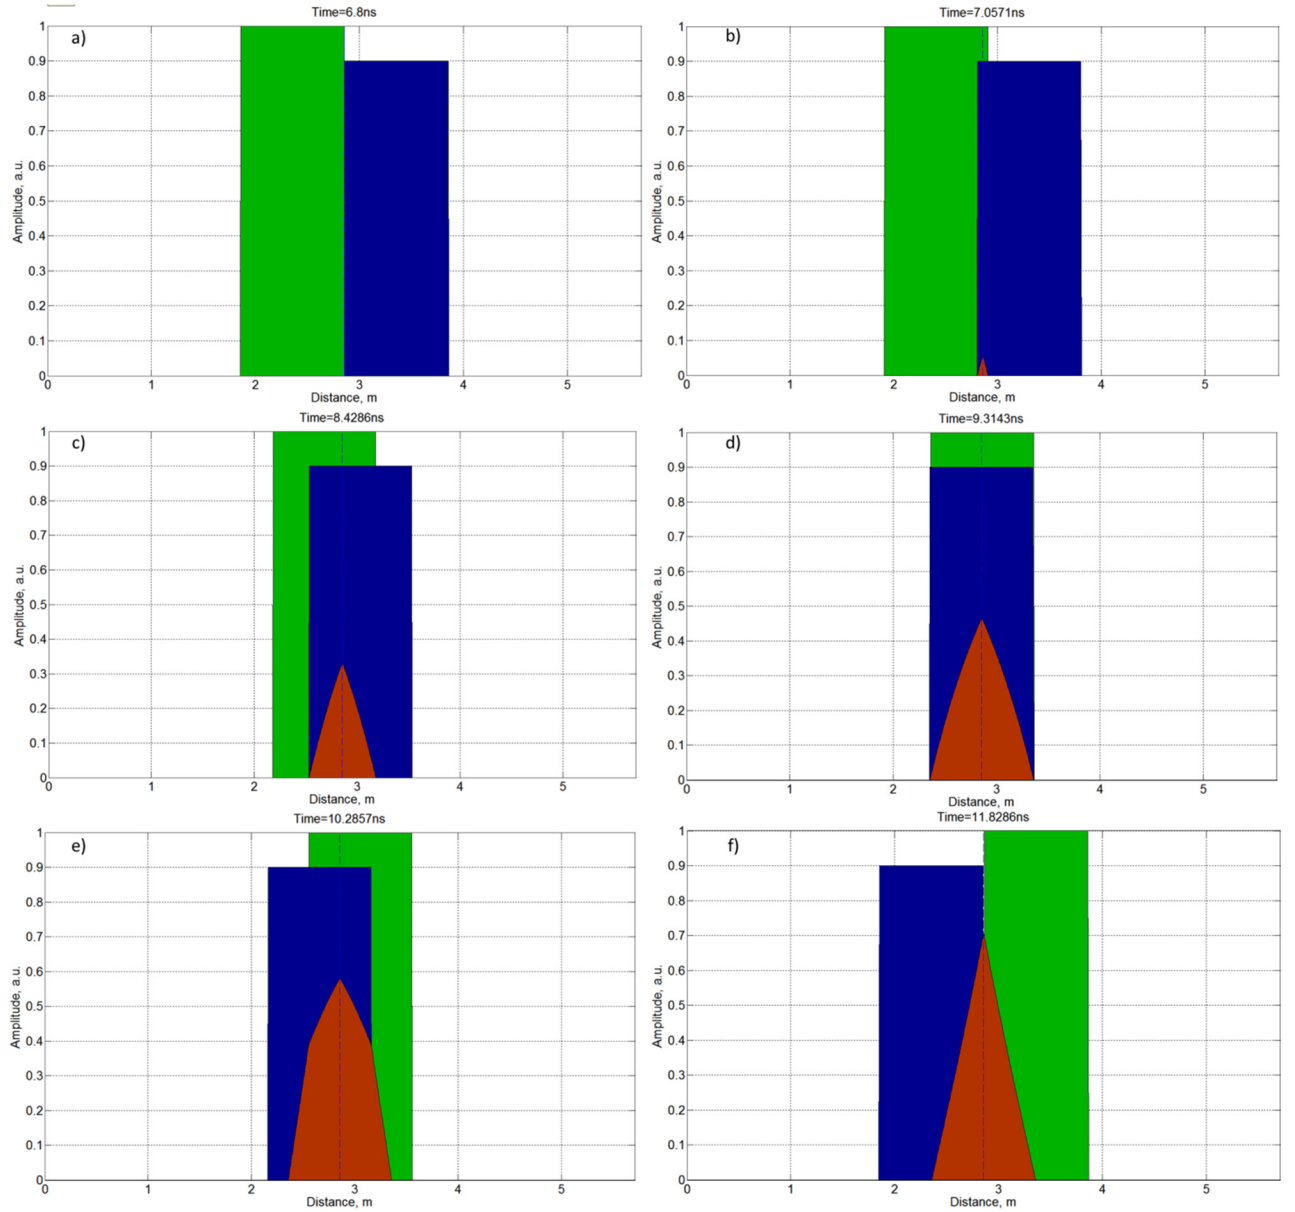 Time=6.8ns
a)
1
0.9
0.8
0.7
0.6
0.5
0.4
0.3
0.2
0.1
0
Amplitude, a.u.
0 1 2 3 4 5
Distance, m
Time=7.0571ns
b)
1
0.9
0.8
0.7
0.6
0.5
0.4
0.3
0.2
0.1
0
Amplitude, a.u.
0 1 2 3 4 5
Distance, m
Time=8.4286ns
c)
1
0.9
0.8
0.7
0.6
0.5
0.4
0.3
0.2
0.1
0
Amplitude, a.u.
0 1 2 3 4 5
Distance, m
Time=9.3143ns
d)
1
0.9
0.8
0.7
0.6
0.5
0.4
0.3
0.2
0.1
0
Amplitude, a.u.
0 1 2 3 4 5
Distance, m
Time=10.2857ns
e)
1
0.9
0.8
0.7
0.6
0.5
0.4
0.3
0.2
0.1
0
Amplitude, a.u.
0 1 2 3 4 5
Distance, m
Time=11.8286ns
f)
1
0.9
0.8
0.7
0.6
0.5
0.4
0.3
0.2
0.1
0
Amplitude, a.u.
0 1 2 3 4 5
Distance, m